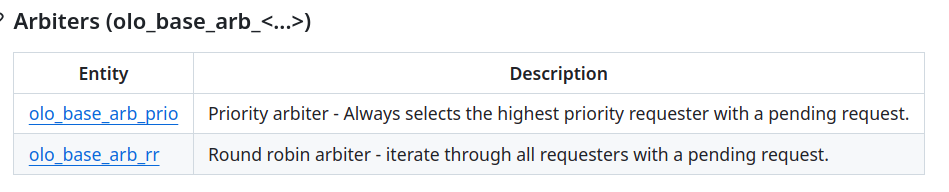 Arbiters (olo_base_arb_<...>)
Entity Description
olo_base_arb_prio Priority arbiter - Always selects the highest priority requester with a pending request.
olo_base_arb_rr Round robin arbiter - iterate through all requesters with a pending request.